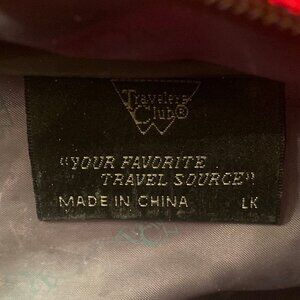 Travelers
Club®
"YOUR FAVORITE
TRAVEL SOURCE"
MADE IN CHINA LK